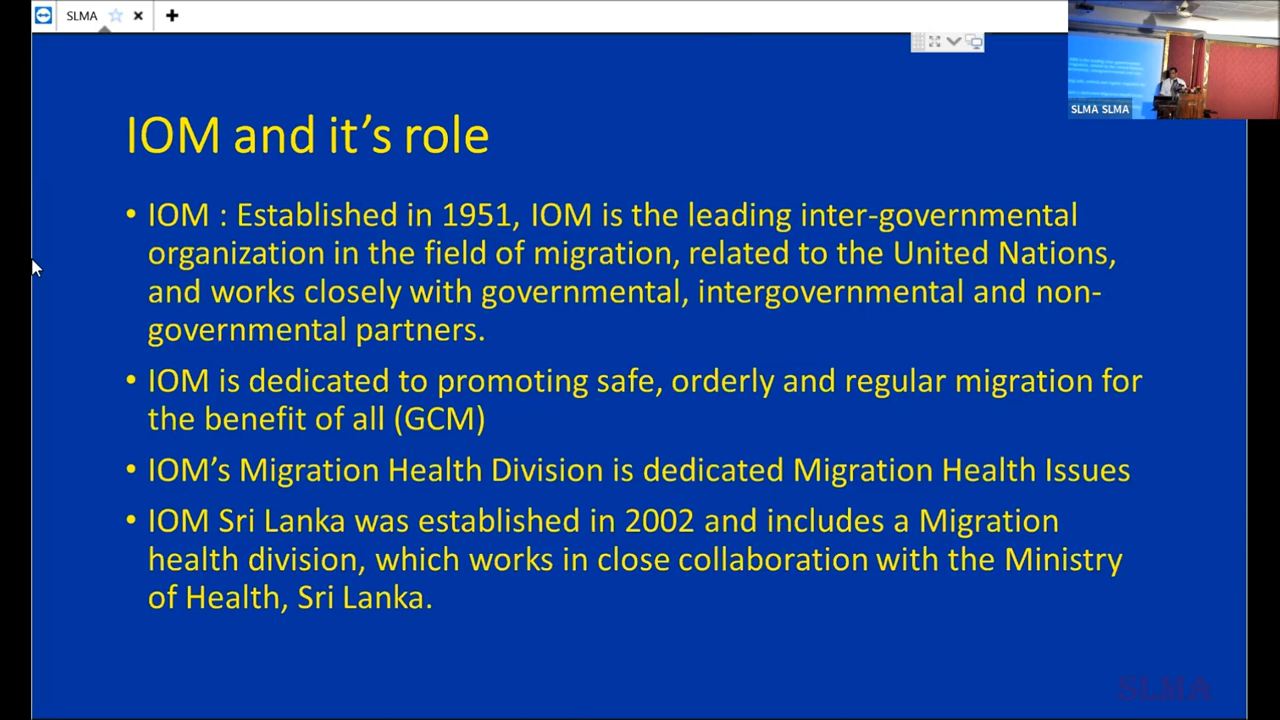 SLMA
SLMA SLMA
IOM and it’s role
• IOM : Established in 1951, IOM is the leading inter-governmental
organization in the field of migration, related to the United Nations,
and works closely with governmental, intergovernmental and non-
governmental partners.
• IOM is dedicated to promoting safe, orderly and regular migration for
the benefit of all (GCM)
• IOM’s Migration Health Division is dedicated Migration Health Issues
• IOM Sri Lanka was established in 2002 and includes a Migration
health division, which works in close collaboration with the Ministry
of Health, Sri Lanka.
SLMA